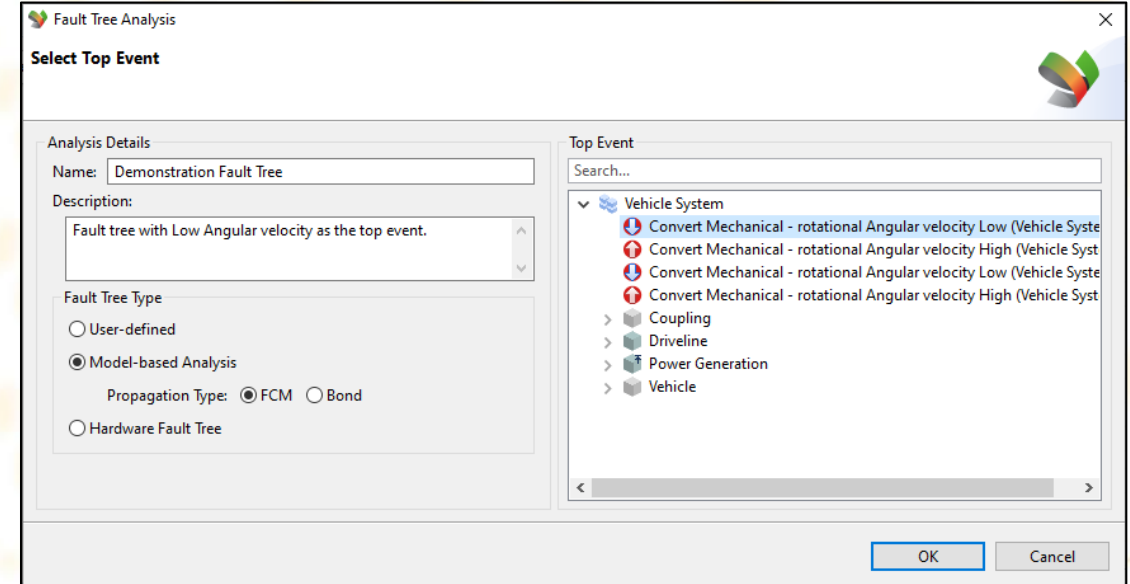 Fault Tree Analysis
Select Top Event
Analysis Details
Name: Demonstration Fault Tree
Description:
Fault tree with Low Angular velocity as the top event.
Fault Tree Type
User-defined
Model-based Analysis
Propagation Type: FCM Bond
Hardware Fault Tree
Top Event
Search...
Vehicle System
Convert Mechanical - rotational Angular velocity Low (Vehicle Syste
Convert Mechanical - rotational Angular velocity High (Vehicle Syst
Convert Mechanical - rotational Angular velocity Low (Vehicle Syste
Convert Mechanical - rotational Angular velocity High (Vehicle Syst
Coupling
Driveline
Power Generation
Vehicle
OK Cancel